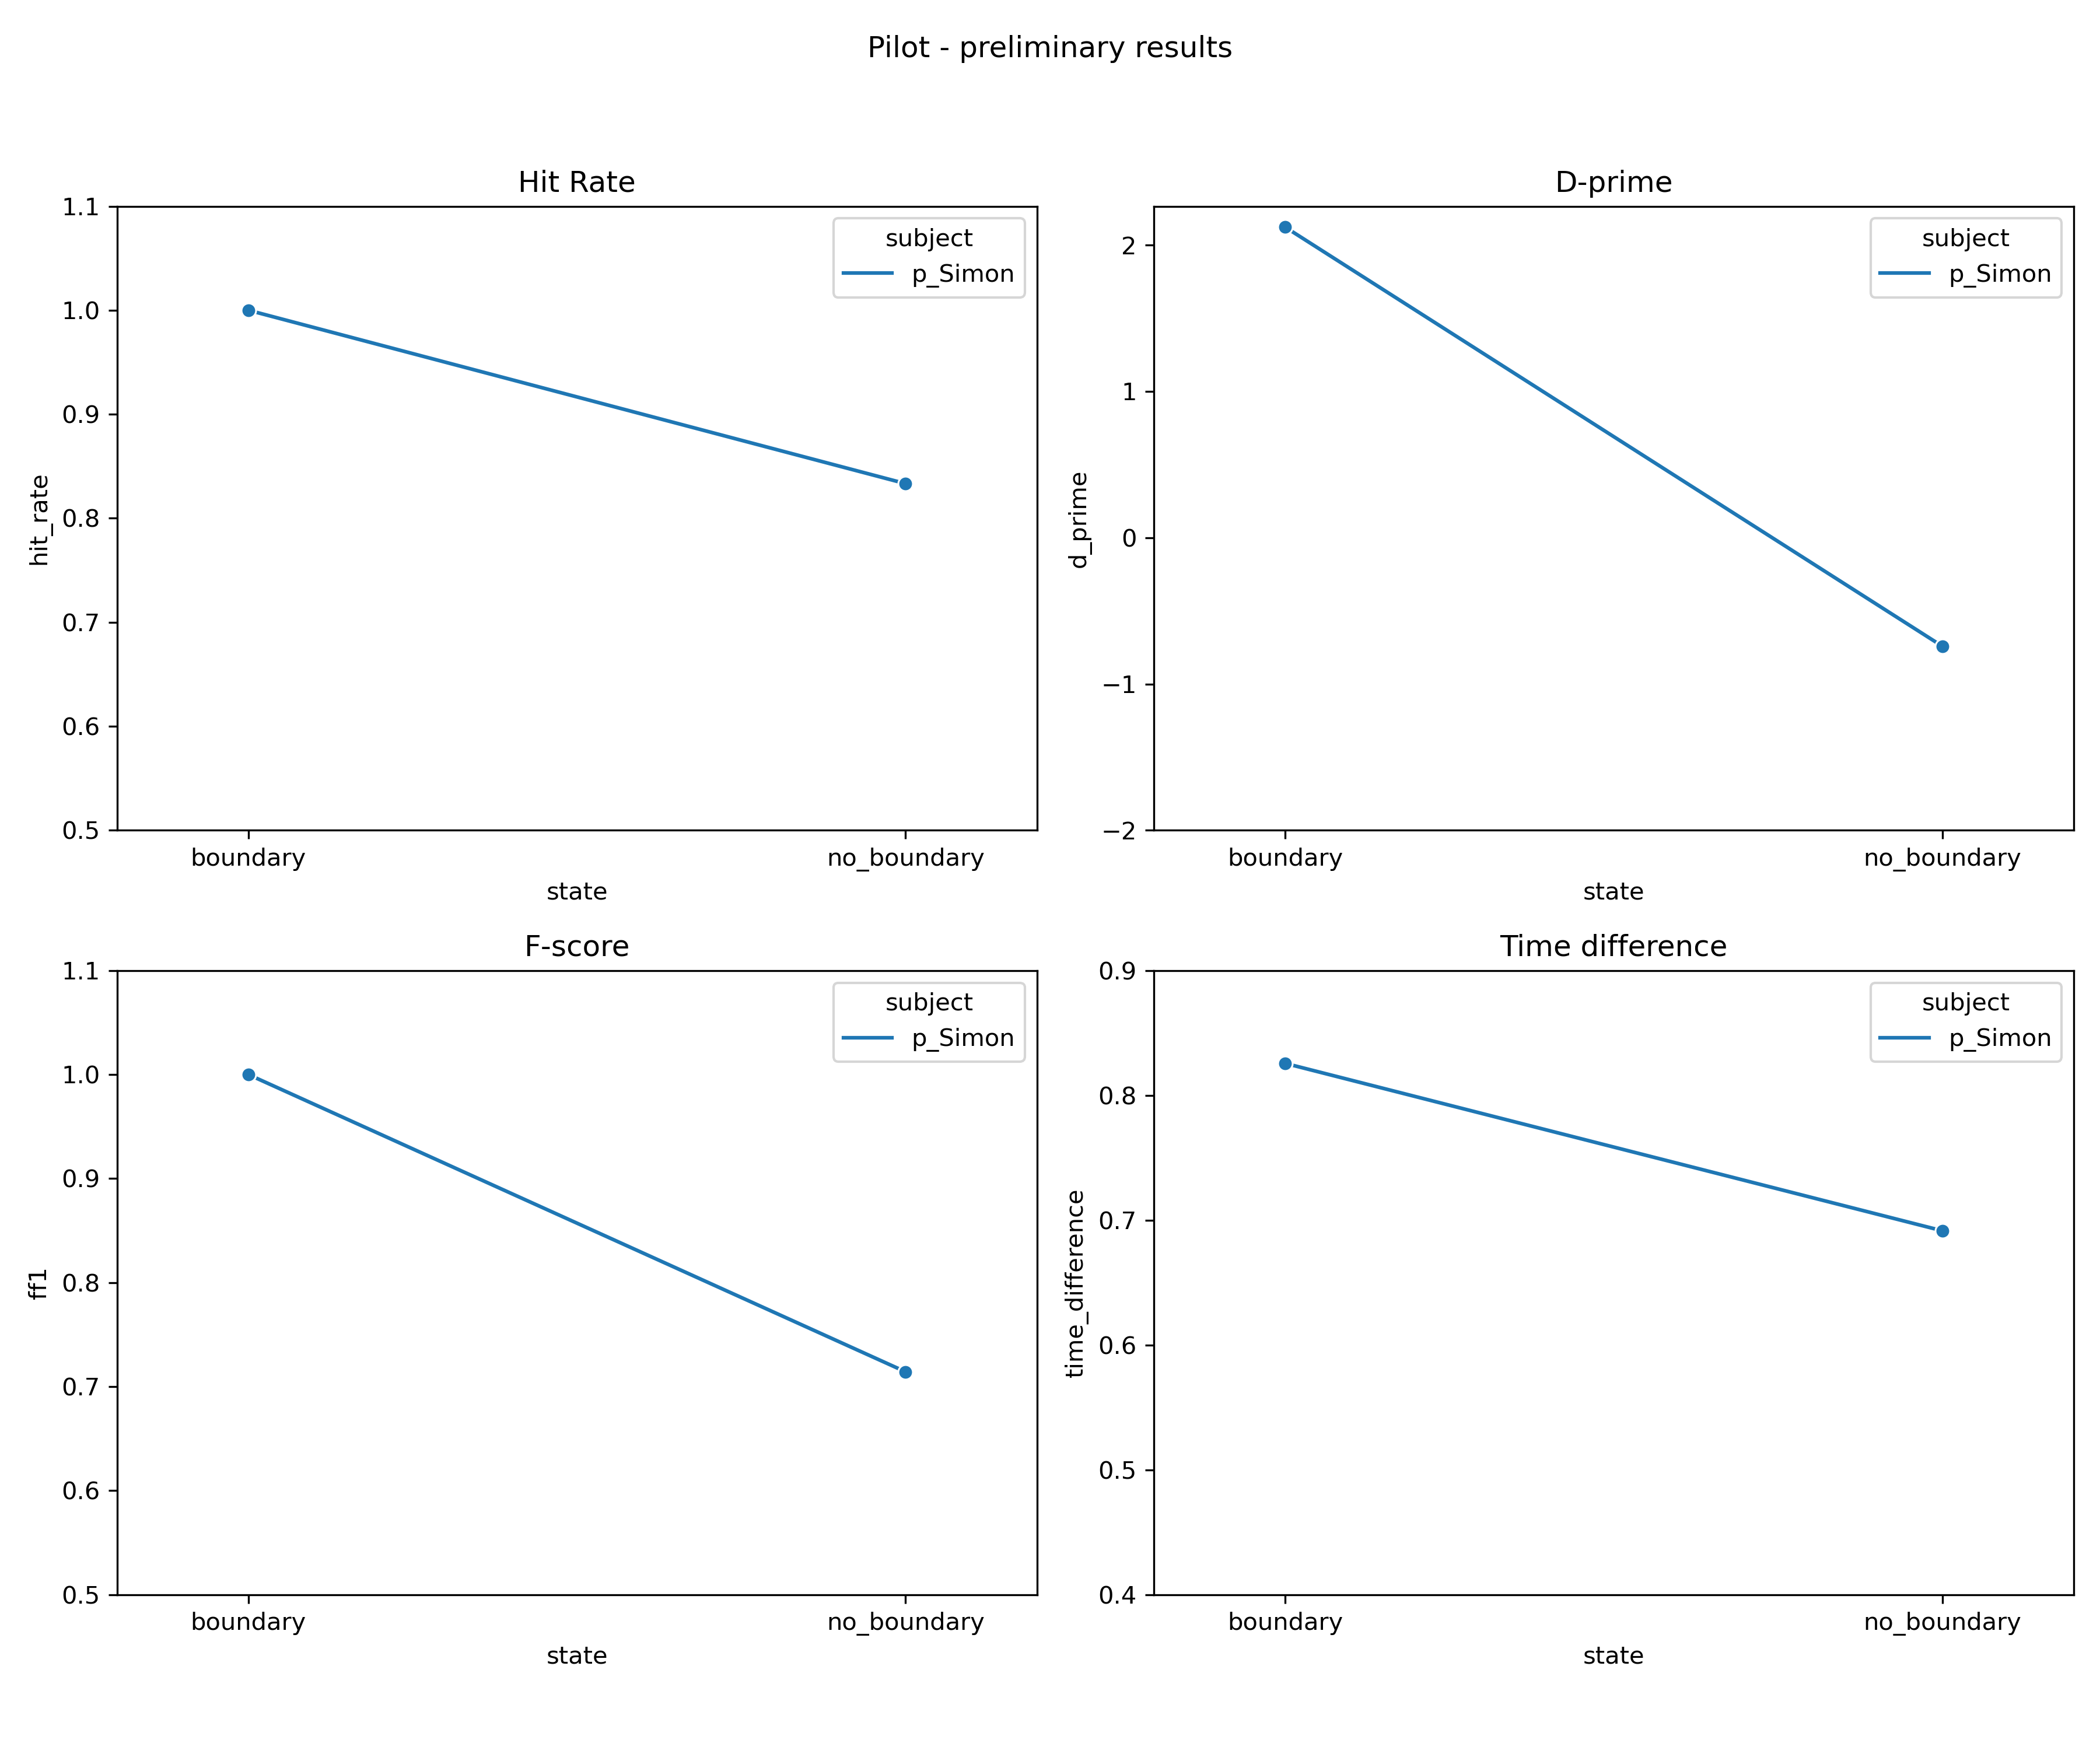 Pilot - preliminary results
Hit Rate
1.1
1.0
0.9
0.8
0.7
0.6
0.5
hit_rate
boundary
no_boundary
state
subject
p_Simon
D-prime
2
1
0
−1
−2
d_prime
boundary
no_boundary
state
subject
p_Simon
F-score
1.1
1.0
0.9
0.8
0.7
0.6
0.5
ff1
boundary
no_boundary
state
subject
p_Simon
Time difference
0.9
0.8
0.7
0.6
0.5
0.4
time_difference
boundary
no_boundary
state
subject
p_Simon